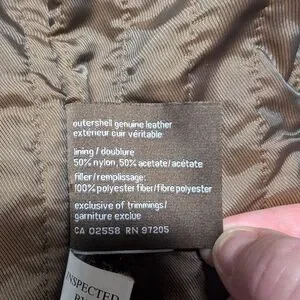 outershell genuine leather
extérieur cuir véritable
lining / doublure
50% nylon, 50% acetate/acétate
filler/remplissage:
100% polyester fiber/fibre polyester
exclusive of trimmings/
garniture exclue
CA 02558 RN 97205
INSPECTED